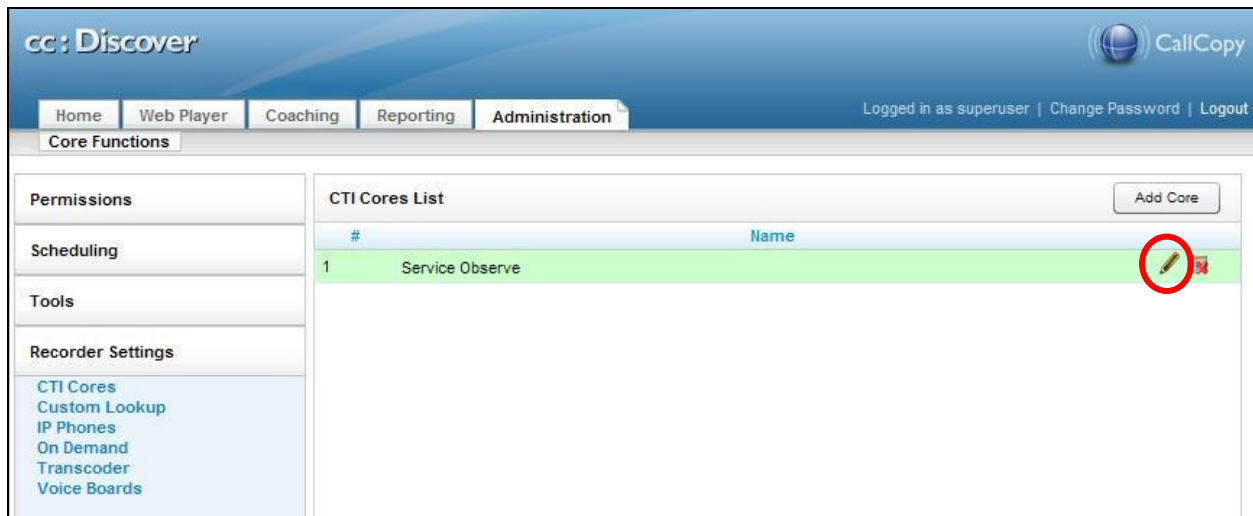 cc: Discover
CallCopy
Home Web Player Coaching Reporting Administration
Logged in as superuser | Change Password | Logout
Core Functions
Permissions
Scheduling
Tools
Recorder Settings
CTI Cores
Custom Lookup
IP Phones
On Demand
Transcoder
Voice Boards
CTI Cores List
Add Core
# Name
1 Service Observe